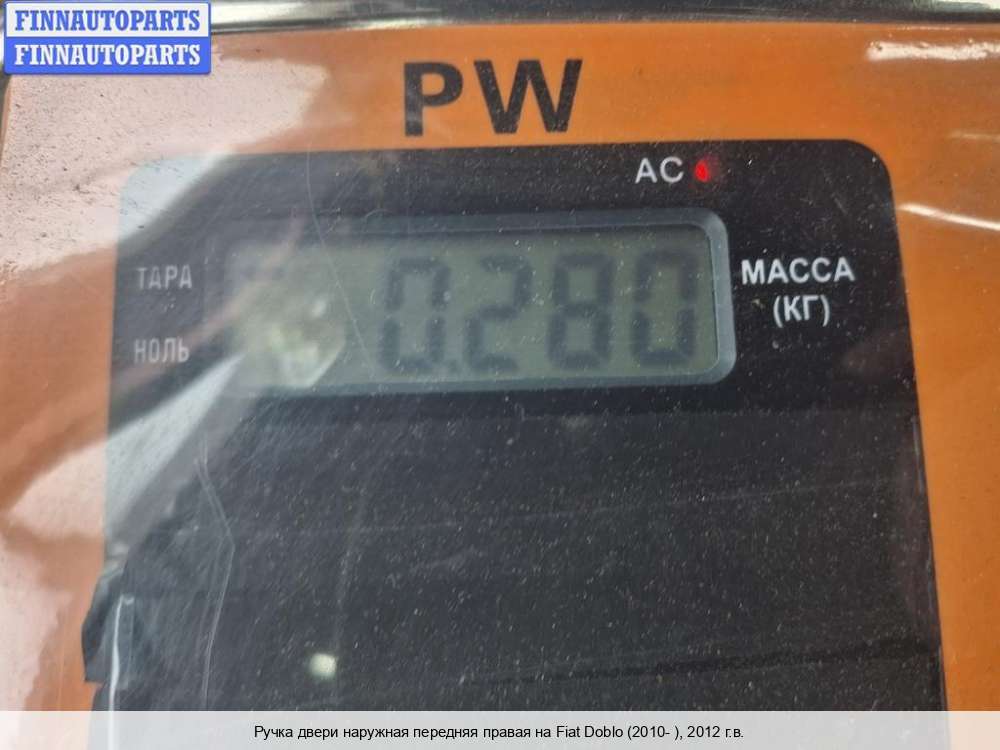 FINNAUTOPARTS
FINNAUTOPARTS
PW
AC
ТАРА
0.280
МАССА
(КГ)
НОЛЬ
Ручка двери наружная передняя правая на Fiat Doblo (2010- ), 2012 г.в.